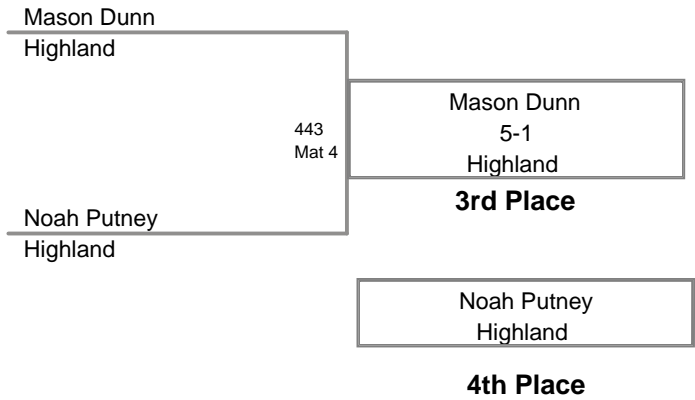 Mason Dunn
Highland
443
Mat 4
Mason Dunn
5-1
Highland
3rd Place
Noah Putney
Highland
Noah Putney
Highland
4th Place